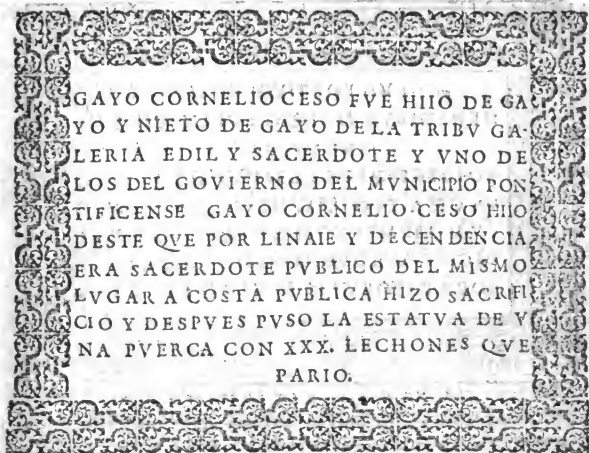 GAYO CORNELIO CESO FVE HIIO DE GA
YO Y NIETO DE GAYO DE LA TRIBV GA-
LERIA EDIL Y SACERDOTE Y VNO DE
LOS DEL GOVIERNO DEL MVNICIPIO PON
TIFICENSE GAYO CORNELIO CESO HIIO
DESTE QVE POR LINAIE Y DECENDENCIA
ERA SACERDOTE PVBLICO DEL MISMO
LVGAR A COSTA PVBLICA HIZO SACRIFI
CIO Y DESPVES PVSO LA ESTATVA DE V
NA PVERCA CON XXX. LECHONES QVE
PARIO.